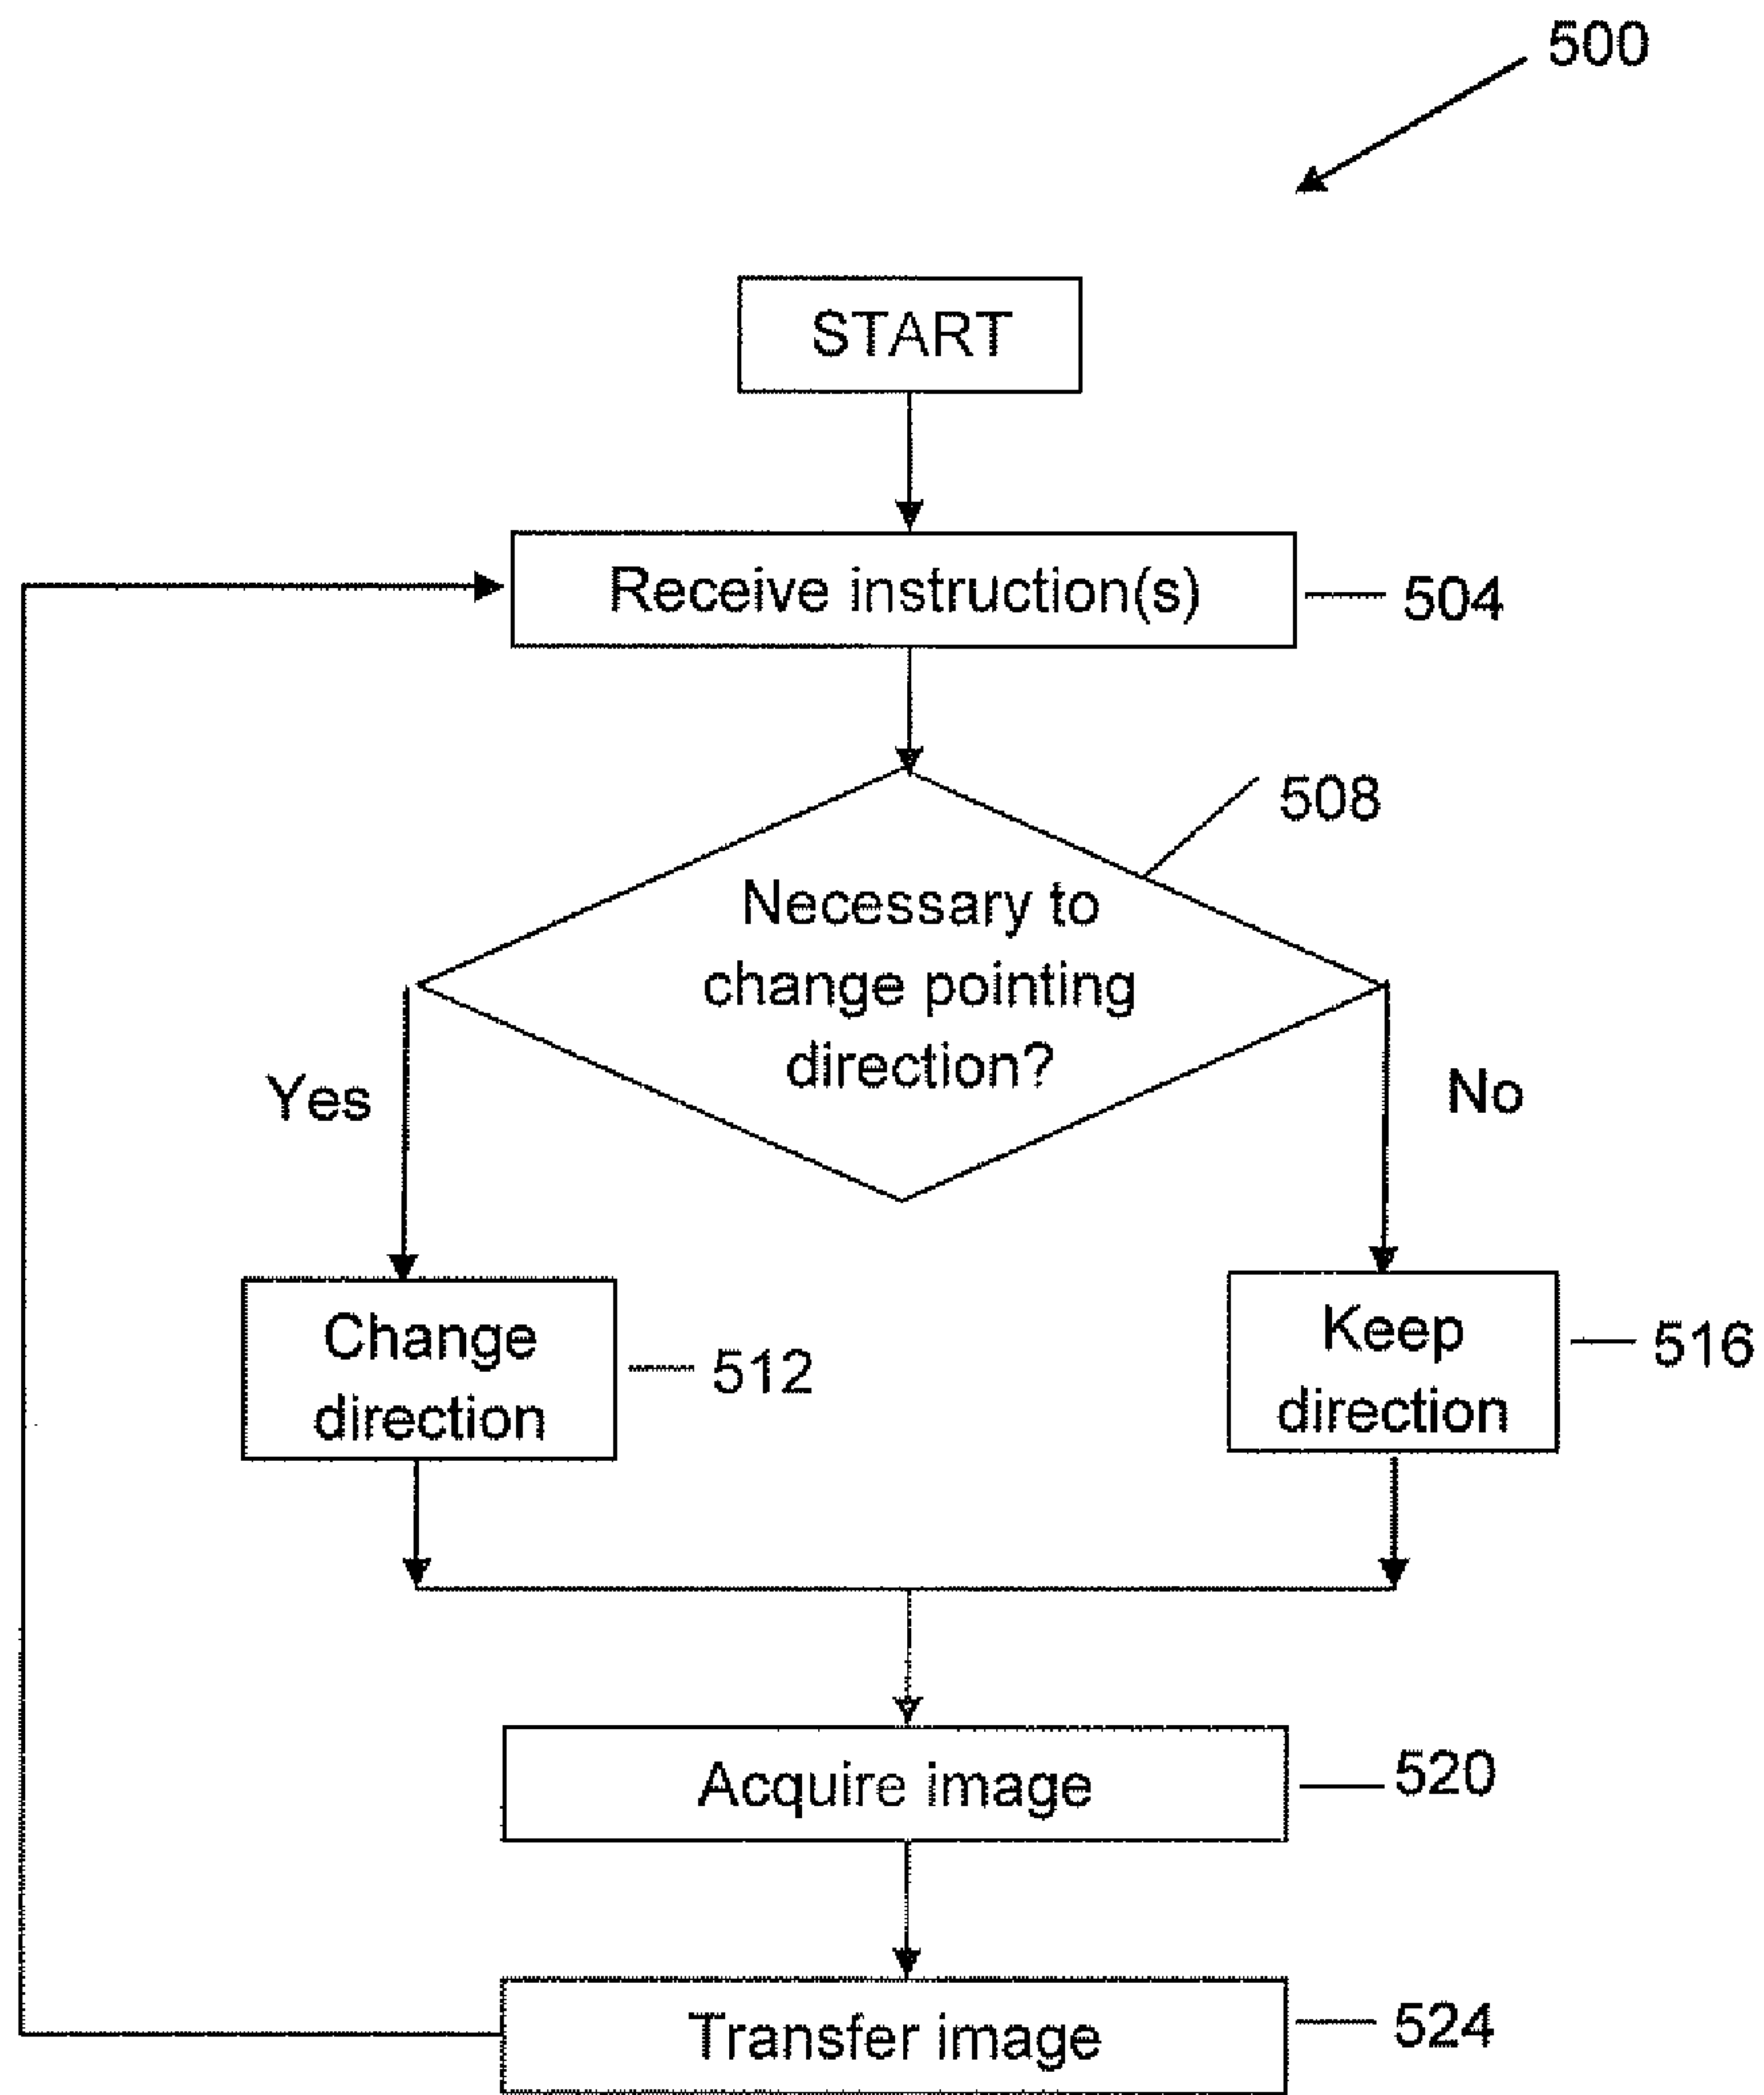 500
START
Receive instruction(s)
504
508
Necessary to
change pointing
direction?
Yes
No
Change
direction
512
Keep
direction
516
Acquire image
520
Transfer image
524